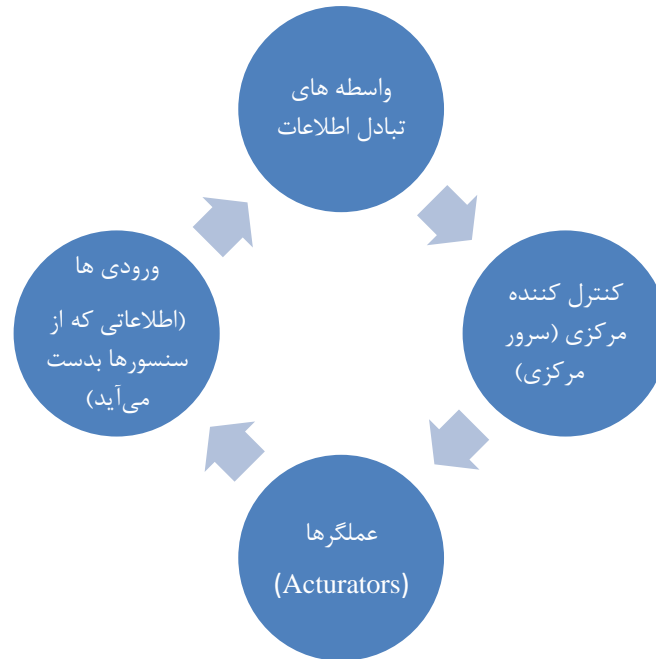 واسطه های
تبادل اطلاعات
کنترل کننده
مرکزی (سرور
مرکزی)
عملگرها
(Acturators)
ورودی ها
(اطلاعاتی که از
سنسورها بدست
می‌آید)